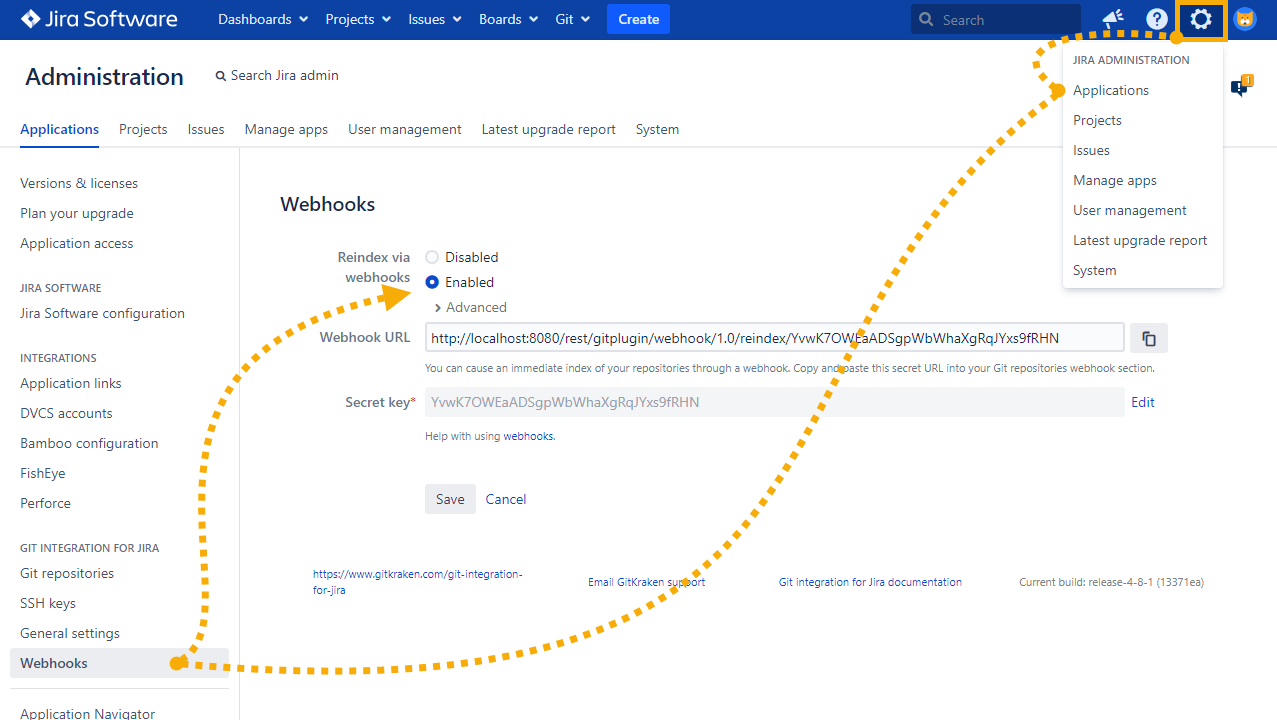 Jira Software Dashboards Projects Issues Boards Git Create Search
Administration Search Jira admin
Applications Projects Issues Manage apps User management Latest upgrade report System
JIRA ADMINISTRATION
Applications
Projects
Issues
Manage apps
User management
Latest upgrade report
System
1
Versions & licenses
Plan your upgrade
Application access
JIRA SOFTWARE
Jira Software configuration
INTEGRATIONS
Application links
DVCS accounts
Bamboo configuration
FishEye
Perforce
GIT INTEGRATION FOR JIRA
Git repositories
SSH keys
General settings
Webhooks
Application Navigator
Webhooks
Reindex via
webhooks
Disabled
Enabled
Advanced
Webhook URL http://localhost:8080/rest/gitplugin/webhook/1.0/reindex/YvwK7OWEaADSgpWbWhaXgRqJYxs9fRHN
You can cause an immediate index of your repositories through a webhook. Copy and paste this secret URL into your Git repositories webhook section.
Secret key* YvwK7OWEaADSgpWbWhaXgRqJYxs9fRHN Edit
Help with using webhooks.
Save Cancel
https://www.gitkraken.com/git-integration-
for-jira
Email GitKraken support
Git integration for Jira documentation
Current build: release-4-8-1 (13371ea)